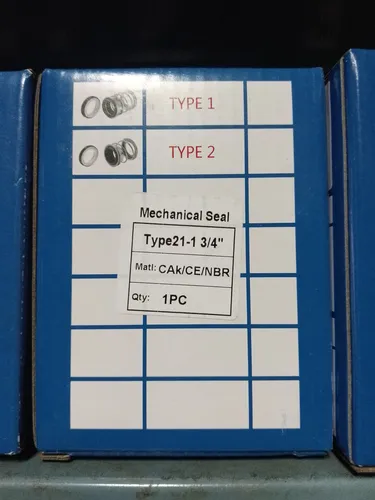 TYPE 1
TYPE 2
Mechanical Seal
Type21-1 3/4"
Matl: CAk/CE/NBR
Qty: 1PC